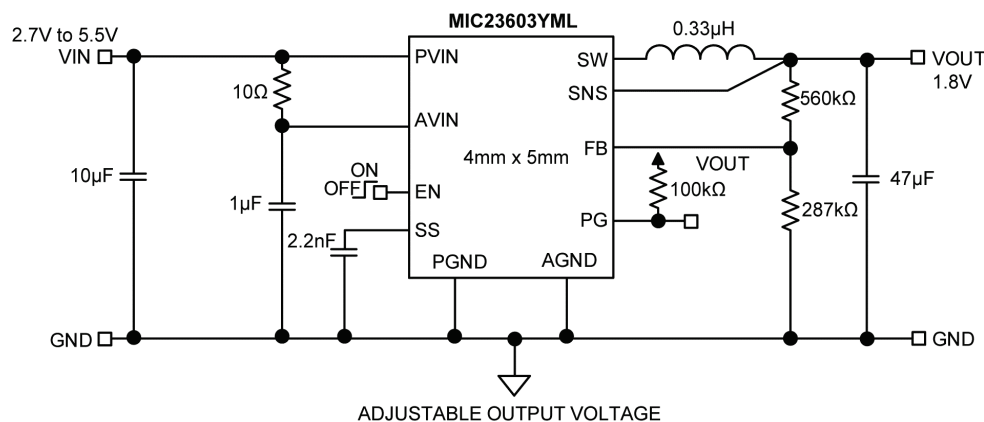 MIC23603YML
2.7V to 5.5V
VIN
PVIN
SW
0.33µH
VOUT
1.8V
10Ω
SNS
560kΩ
AVIN
FB
4mm x 5mm
VOUT
10µF
ON
OFF
EN
100kΩ
47µF
1µF
287kΩ
2.2nF
SS
PG
PGND
AGND
GND
GND
ADJUSTABLE OUTPUT VOLTAGE